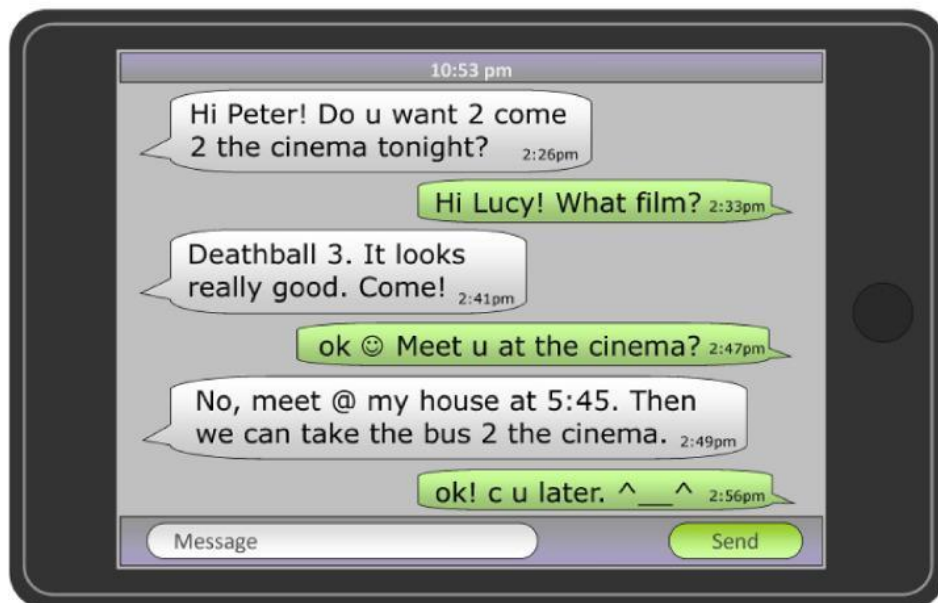 10:53 pm
Hi Peter! Do u want 2 come
2 the cinema tonight? 2:26pm
Hi Lucy! What film? 2:33pm
Deathball 3. It looks
really good. Come! 2:41pm
ok ☺ Meet u at the cinema? 2:47pm
No, meet @ my house at 5:45. Then
we can take the bus 2 the cinema. 2:49pm
ok! c u later. ^__^ 2:56pm
Message Send